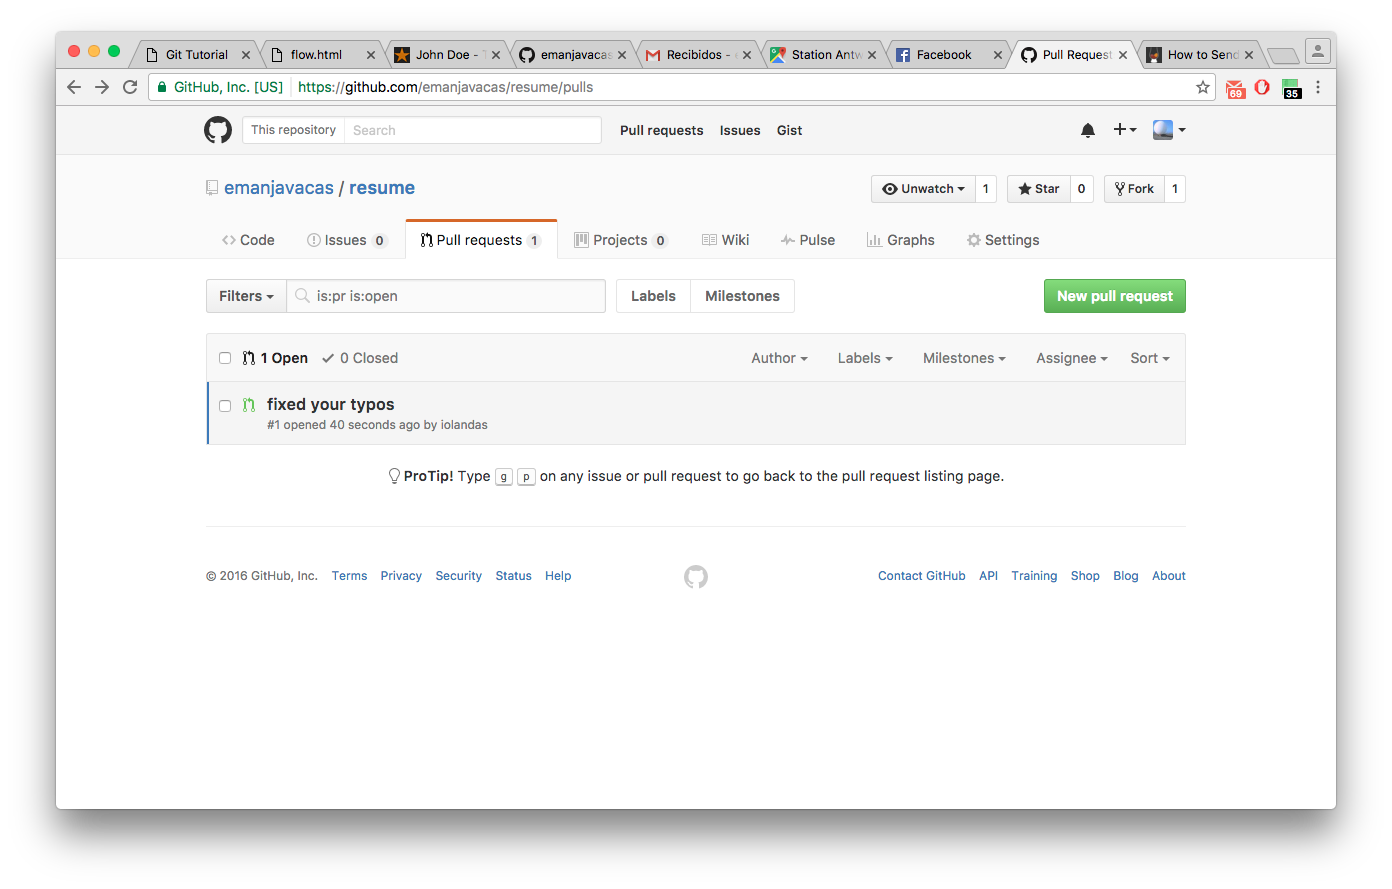 Git Tutorial flow.html John Doe - T emanjavacas Recibidos - e Station Antw Facebook Pull Request How to Send
GitHub, Inc. [US] https://github.com/emanjavacas/resume/pulls 69 35
This repository Search Pull requests Issues Gist
emanjavacas / resume Unwatch 1 Star 0 Fork 1
Code Issues 0 Pull requests 1 Projects 0 Wiki Pulse Graphs Settings
Filters is:pr is:open Labels Milestones New pull request
1 Open 0 Closed Author Labels Milestones Assignee Sort
fixed your typos
#1 opened 40 seconds ago by iolandas
ProTip! Type g p on any issue or pull request to go back to the pull request listing page.
© 2016 GitHub, Inc. Terms Privacy Security Status Help Contact GitHub API Training Shop Blog About